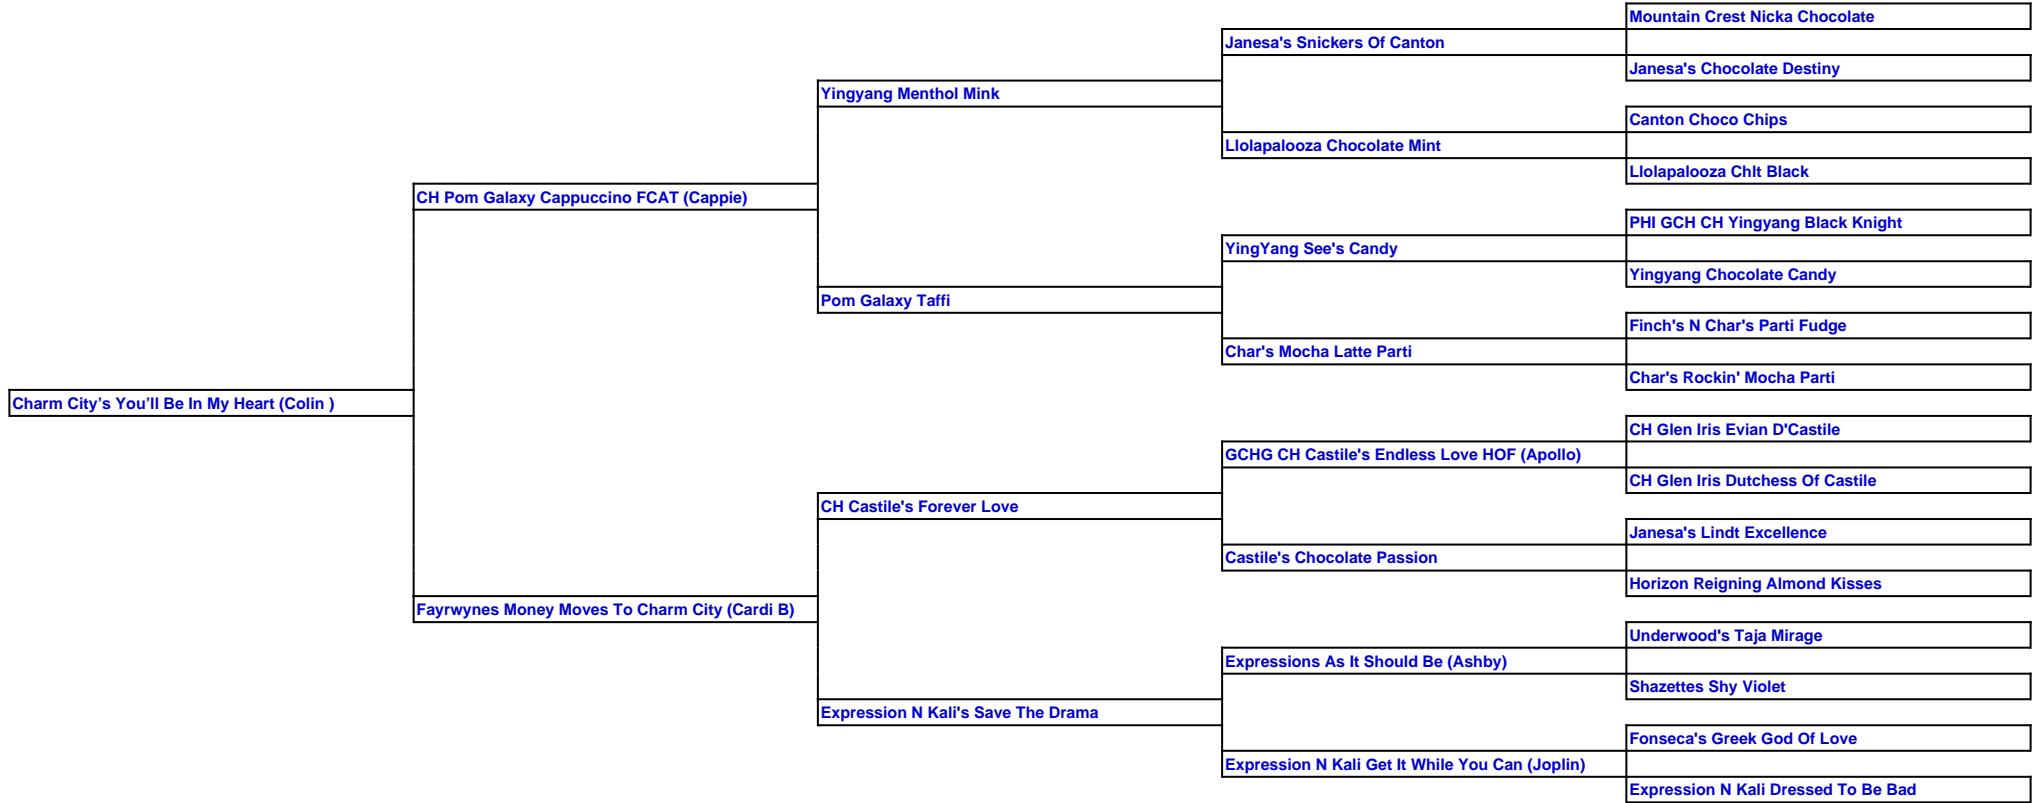 Mountain Crest Nicka Chocolate
Janesa's Snickers Of Canton
Janesa's Chocolate Destiny
Yingyang Menthol Mink
Canton Choco Chips
Llolapalooza Chocolate Mint
Llolapalooza Chlt Black
CH Pom Galaxy Cappuccino FCAT (Cappie)
PHI GCH CH Yingyang Black Knight
YingYang See's Candy
Yingyang Chocolate Candy
Pom Galaxy Taffi
Finch's N Char's Parti Fudge
Char's Mocha Latte Parti
Char's Rockin' Mocha Parti
Charm City’s You’ll Be In My Heart (Colin )
CH Glen Iris Evian D'Castile
GCHG CH Castile's Endless Love HOF (Apollo)
CH Glen Iris Dutchess Of Castile
CH Castile's Forever Love
Janesa's Lindt Excellence
Castile's Chocolate Passion
Horizon Reigning Almond Kisses
Fayrwynes Money Moves To Charm City (Cardi B)
Underwood's Taja Mirage
Expressions As It Should Be (Ashby)
Shazettes Shy Violet
Expression N Kali's Save The Drama
Fonseca's Greek God Of Love
Expression N Kali Get It While You Can (Joplin)
Expression N Kali Dressed To Be Bad